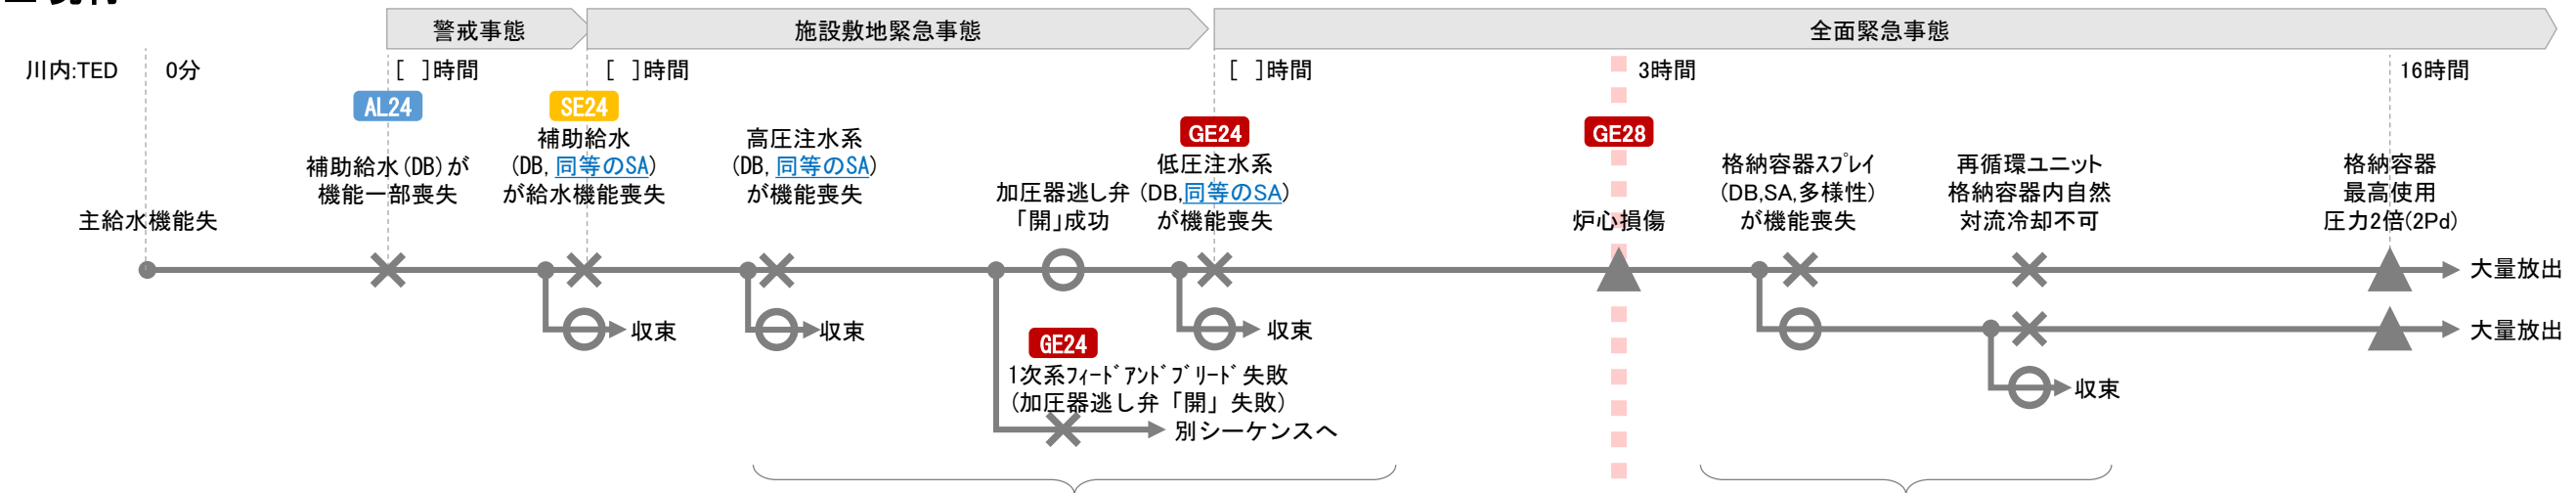 警戒事態
施設敷地緊急事態
全面緊急事態
川内:TED
0分
[ ]時間
[ ]時間
[ ]時間
3時間
16時間
AL24
SE24
GE24
GE28
主給水機能失
補助給水(DB)が
機能一部喪失
補助給水
(DB, 同等のSA)
が給水機能喪失
高圧注水系
(DB, 同等のSA)
が機能喪失
加圧器逃し弁
「開」成功
低圧注水系
(DB,同等のSA)
が機能喪失
炉心損傷
格納容器ｽﾌﾟﾚｲ
(DB,SA,多様性)
が機能喪失
再循環ユニット
格納容器内自然
対流冷却不可
格納容器
最高使用
圧力2倍(2Pd)
大量放出
収束
収束
収束
大量放出
GE24
1次系ﾌｨｰﾄﾞｱﾝﾄﾞﾌﾞﾘｰﾄﾞ失敗
(加圧器逃し弁「開」失敗)
別シーケンスへ
収束